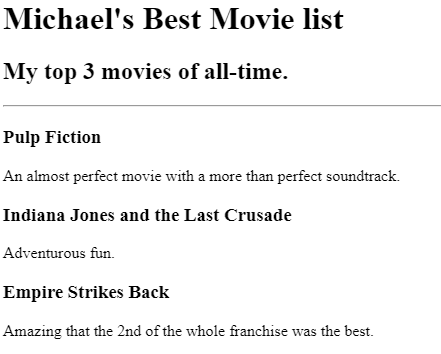 Michael's Best Movie list
My top 3 movies of all-time.
Pulp Fiction
An almost perfect movie with a more than perfect soundtrack.
Indiana Jones and the Last Crusade
Adventurous fun.
Empire Strikes Back
Amazing that the 2nd of the whole franchise was the best.